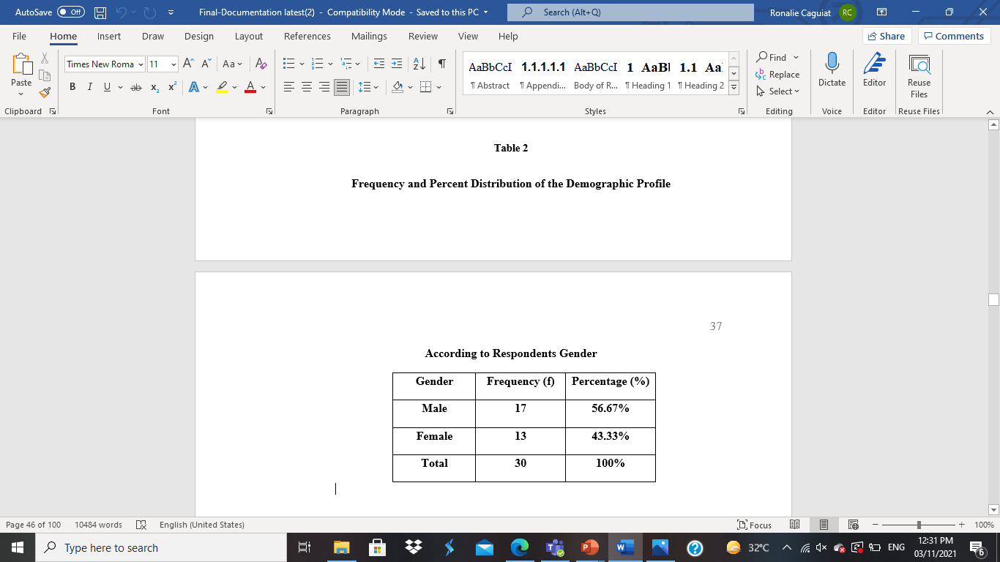 AutoSave Off Final-Documentation latest(2) - Compatibility Mode - Saved to this PC Search (Alt+Q) Ronalie Caguiat RC
File Home Insert Draw Design Layout References Mailings Review View Help Share Comments
Paste
Times New Roma 11
B I U ab x₂ x²
AaBbCcI 1.1.1.1.1 AaBbCcI 1 AaBl 1.1 Aa
¶ Abstract ¶ Appendi... Body of R... ¶ Heading 1 ¶ Heading 2
Find
Replace
Select
Dictate
Editor
Reuse
Files
Clipboard Font Paragraph Styles Editing Voice Editor Reuse Files
Table 2
Frequency and Percent Distribution of the Demographic Profile
37
According to Respondents Gender
Gender Frequency (f) Percentage (%)
Male 17 56.67%
Female 13 43.33%
Total 30 100%
Page 46 of 100 10484 words English (United States) Focus 100%
Type here to search 32°C ENG 12:31 PM
03/11/2021 6